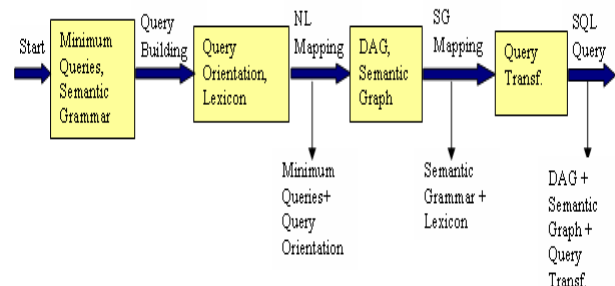 Start
Minimum
Queries,
Semantic
Grammar
Query
Building
Query
Orientation,
Lexicon
NL
Mapping
DAG,
Semantic
Graph
SG
Mapping
Query
Transf.
SQL
Query
Minimum
Queries+
Query
Orientation
Semantic
Grammar +
Lexicon
DAG +
Semantic
Graph +
Query
Transf.